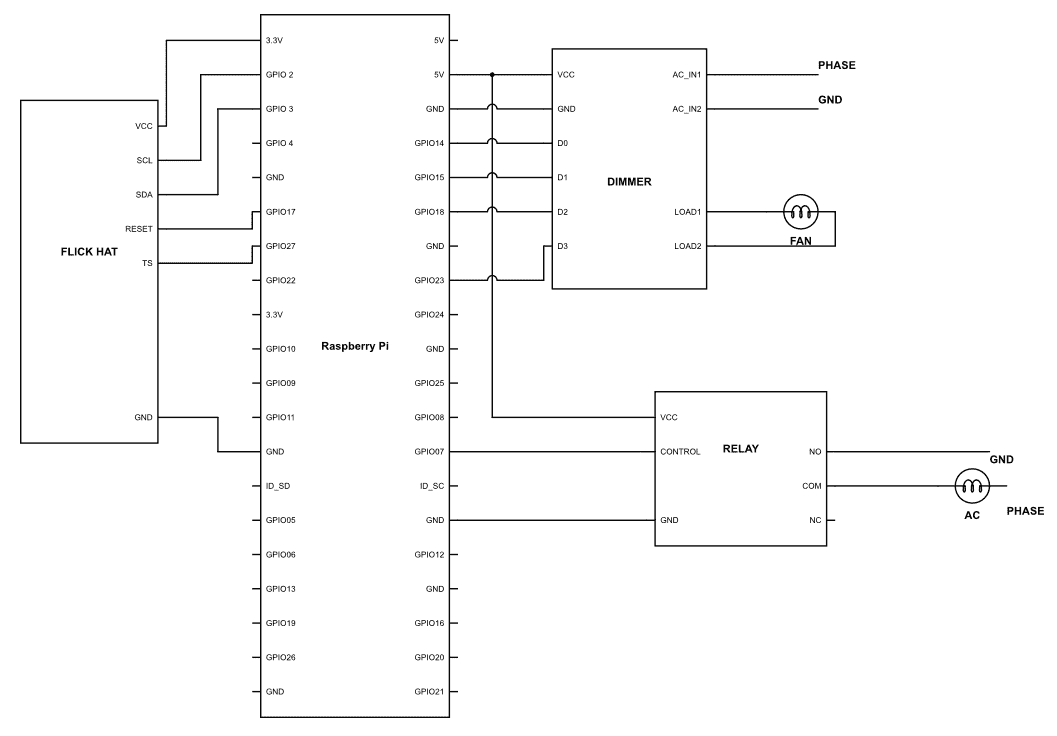 FLICK HAT
VCC
SCL
SDA
RESET
TS
GND
Raspberry Pi
3.3V
GPIO 2
GPIO 3
GPIO 4
GND
GPIO17
GPIO27
GPIO22
3.3V
GPIO10
GPIO09
GPIO11
GND
ID_SD
GPIO05
GPIO06
GPIO13
GPIO19
GPIO26
GND
5V
5V
GND
GPIO14
GPIO15
GPIO18
GND
GPIO23
GPIO24
GND
GPIO25
GPIO08
GPIO07
ID_SC
GND
GPIO12
GND
GPIO16
GPIO20
GPIO21
DIMMER
VCC
GND
D0
D1
D2
D3
AC_IN1
AC_IN2
LOAD1
LOAD2
PHASE
GND
FAN
RELAY
VCC
CONTROL
GND
NO
COM
NC
GND
AC
PHASE